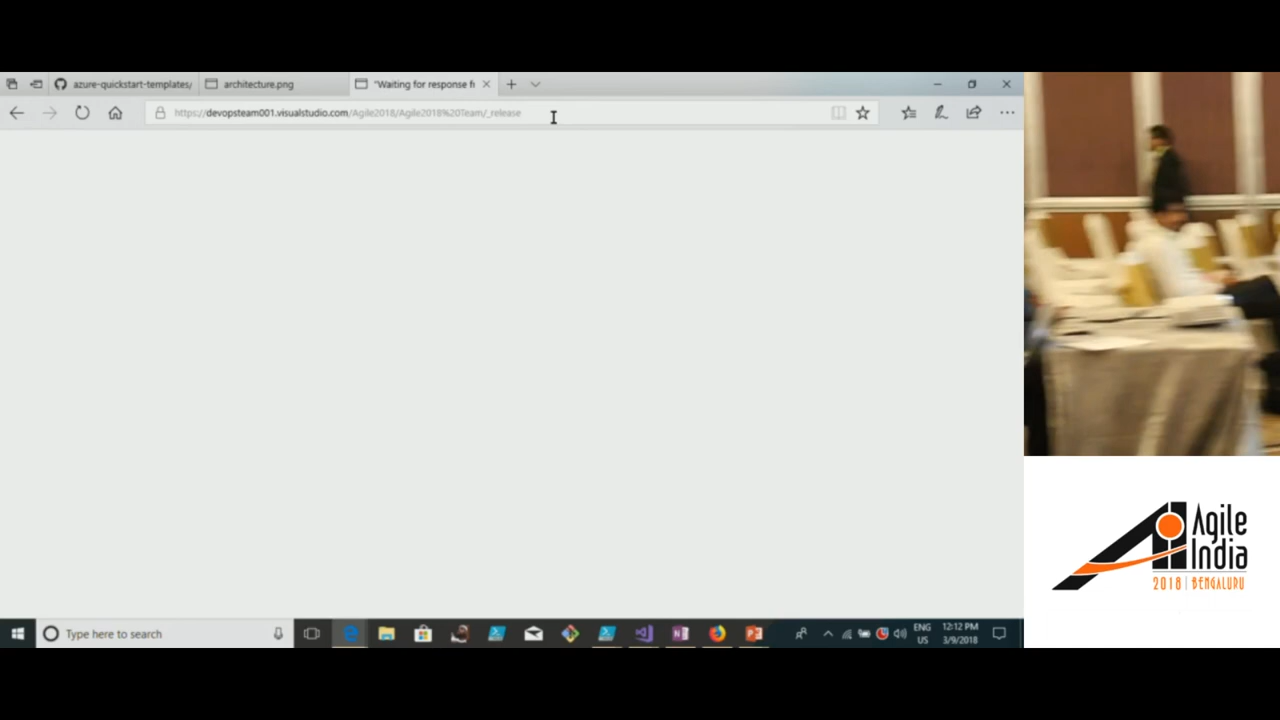 azure-quickstart-templates/
architecture.png
"Waiting for response fr
https://devopsteam001.visualstudio.com/Agile2018/Agile2018%20Team/_release
Type here to search
ENG
US
12:12 PM
3/9/2018
Agile
India
2018 | BENGALURU